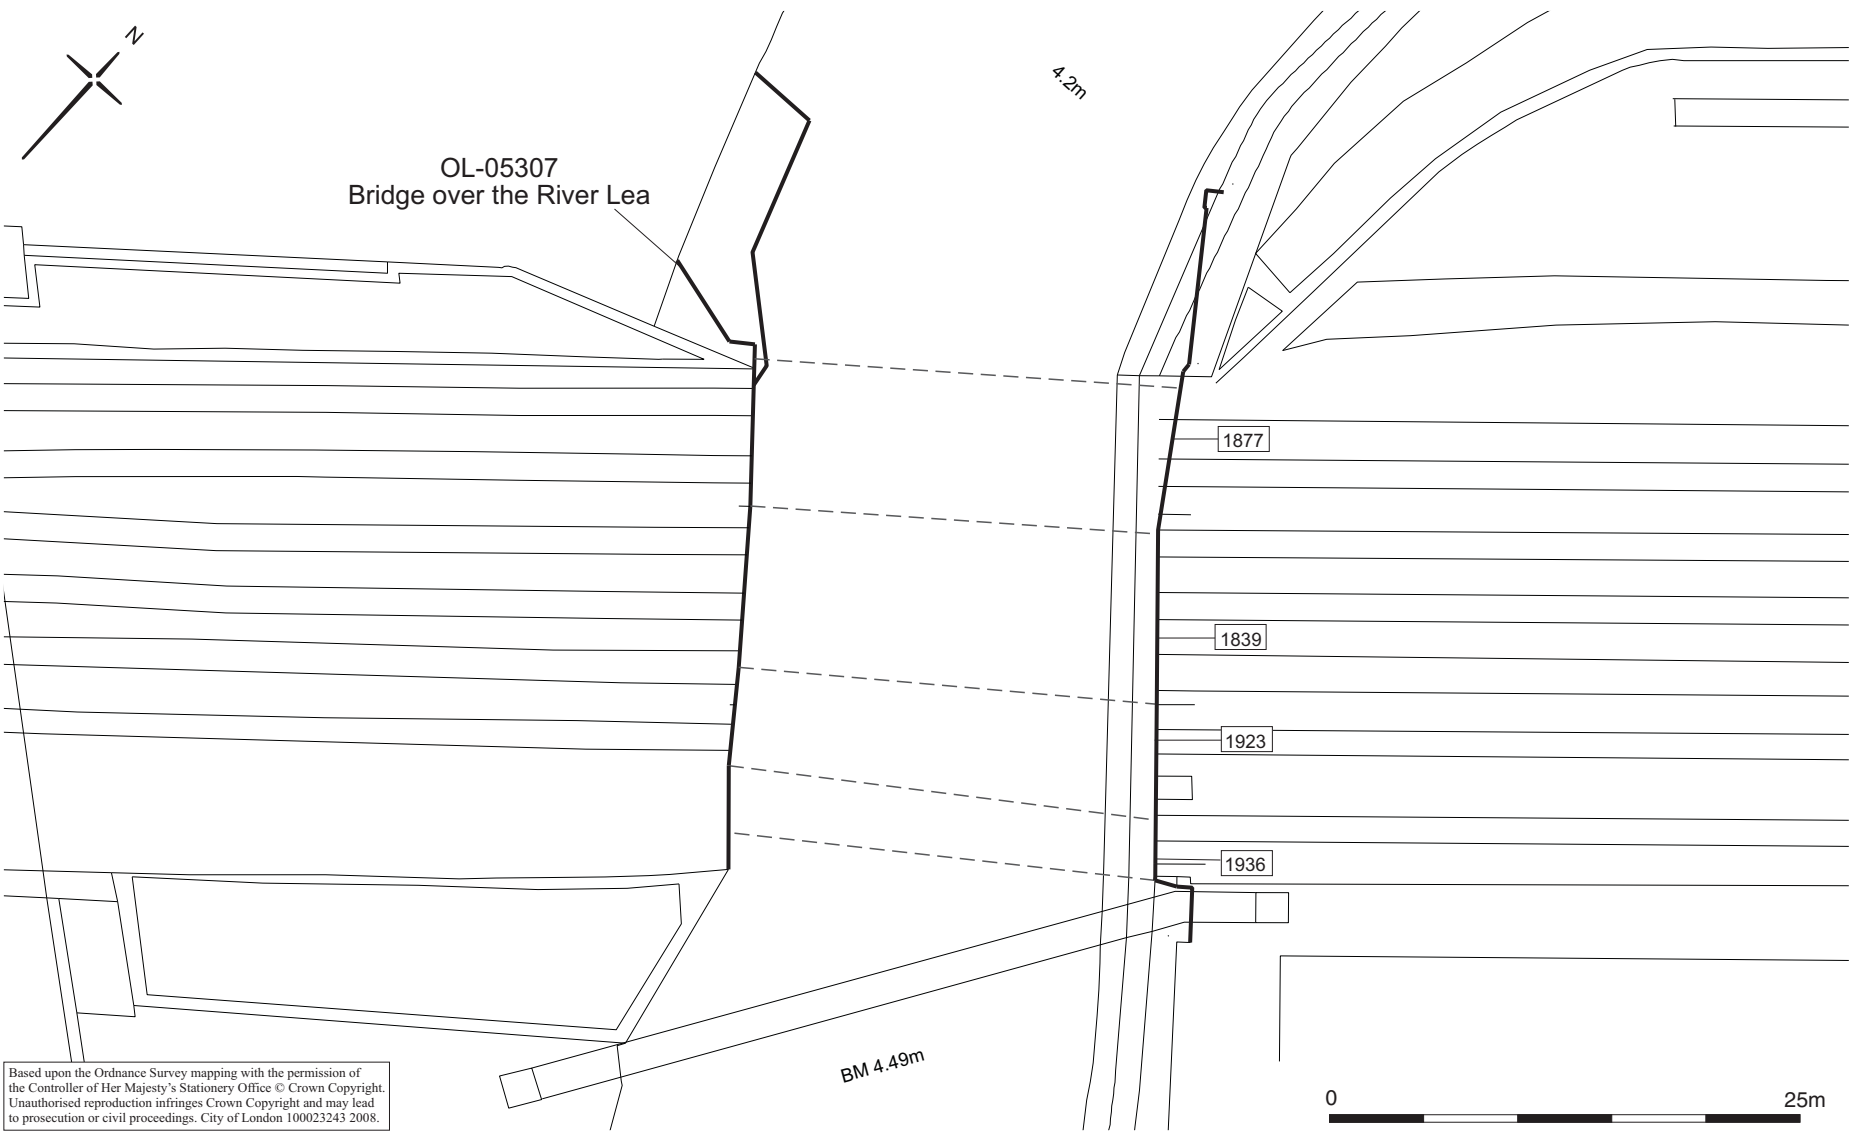 N
4.2m
OL-05307
Bridge over the River Lea
1877
1839
1923
1936
BM 4.49m
Based upon the Ordnance Survey mapping with the permission of
the Controller of Her Majesty's Stationery Office © Crown Copyright.
Unauthorised reproduction infringes Crown Copyright and may lead
to prosecution or civil proceedings. City of London 100023243 2008.
0 25m